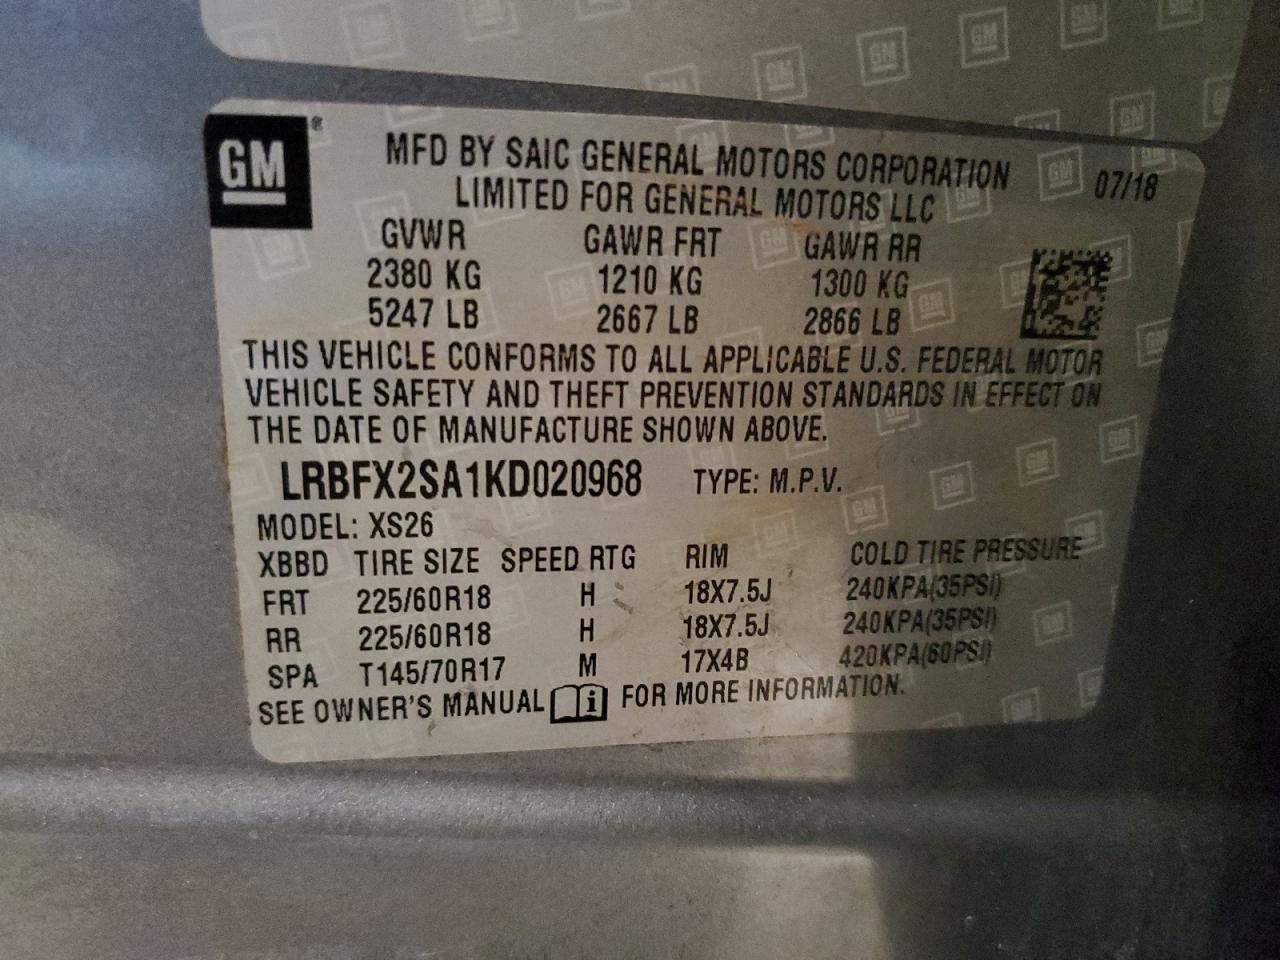 GM ®
MFD BY SAIC GENERAL MOTORS CORPORATION 07/18
LIMITED FOR GENERAL MOTORS LLC
GVWR GAWR FRT GAWR RR
2380 KG 1210 KG 1300 KG
5247 LB 2667 LB 2866 LB
THIS VEHICLE CONFORMS TO ALL APPLICABLE U.S. FEDERAL MOTOR
VEHICLE SAFETY AND THEFT PREVENTION STANDARDS IN EFFECT ON
THE DATE OF MANUFACTURE SHOWN ABOVE.
LRBFX2SA1KD020968 TYPE: M.P.V.
MODEL: XS26
XBBD TIRE SIZE SPEED RTG RIM COLD TIRE PRESSURE
FRT 225/60R18 H 18X7.5J 240KPA(35PSI)
RR 225/60R18 H 18X7.5J 240KPA(35PSI)
SPA T145/70R17 M 17X4B 420KPA(60PSI)
SEE OWNER'S MANUAL i FOR MORE INFORMATION.